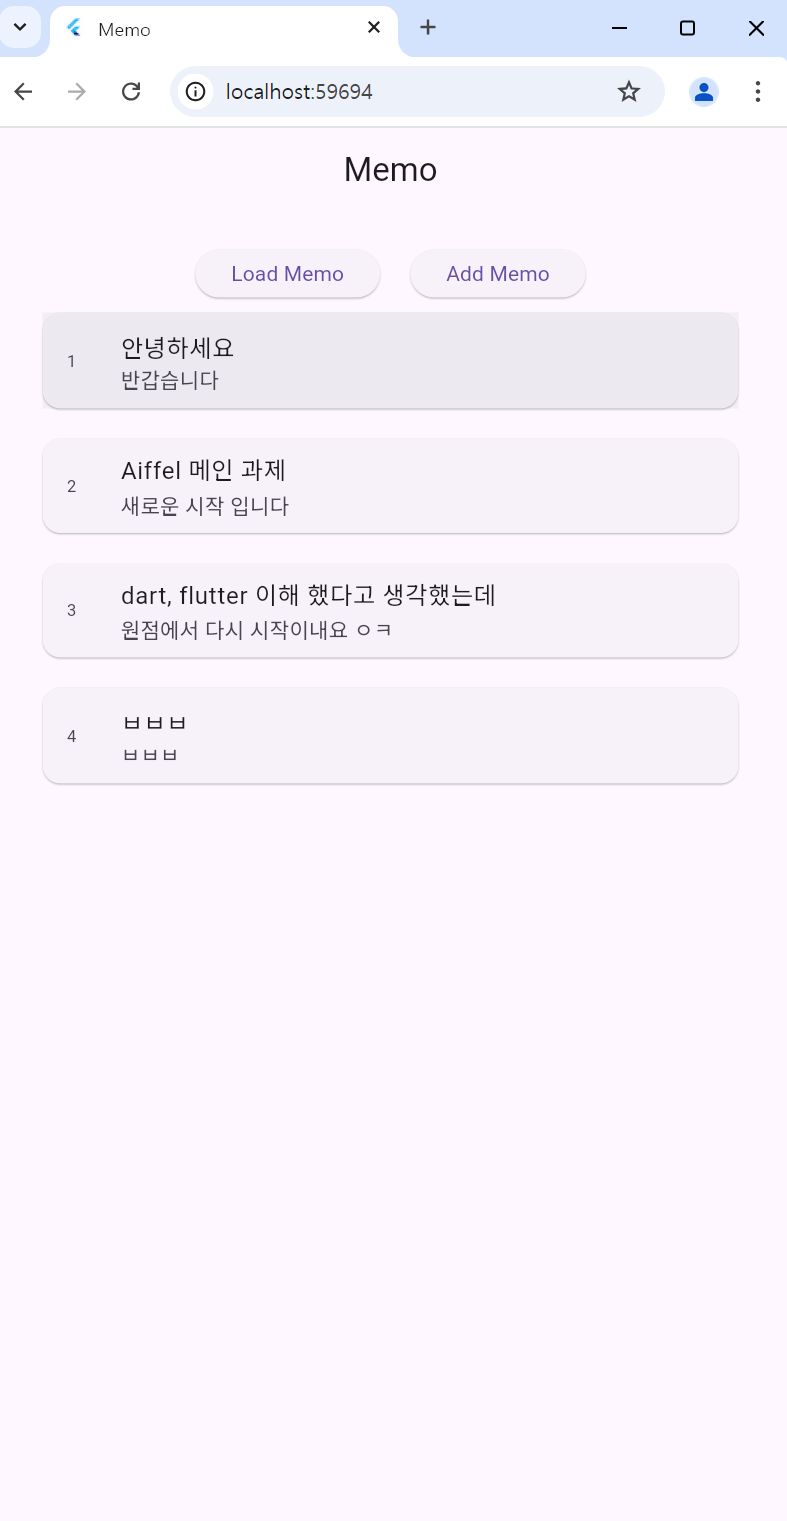 Memo
localhost:59694
Memo
Load Memo
Add Memo
1
안녕하세요
반갑습니다
2
Aiffel 메인 과제
새로운 시작 입니다
3
dart, flutter 이해 했다고 생각했는데
원점에서 다시 시작이내요 ㅇㅋ
4
ㅂㅂㅂ
ㅂㅂㅂ